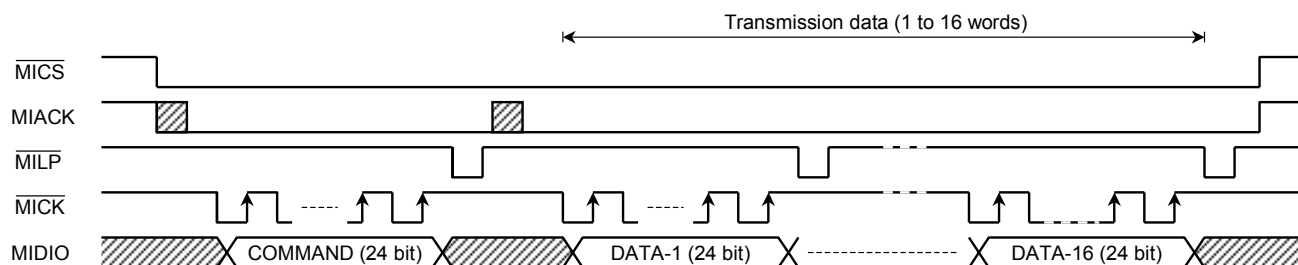 Transmission data (1 to 16 words)
MICS
MIACK
MILP
MICK
MIDIO
COMMAND (24 bit)
DATA-1 (24 bit)
DATA-16 (24 bit)